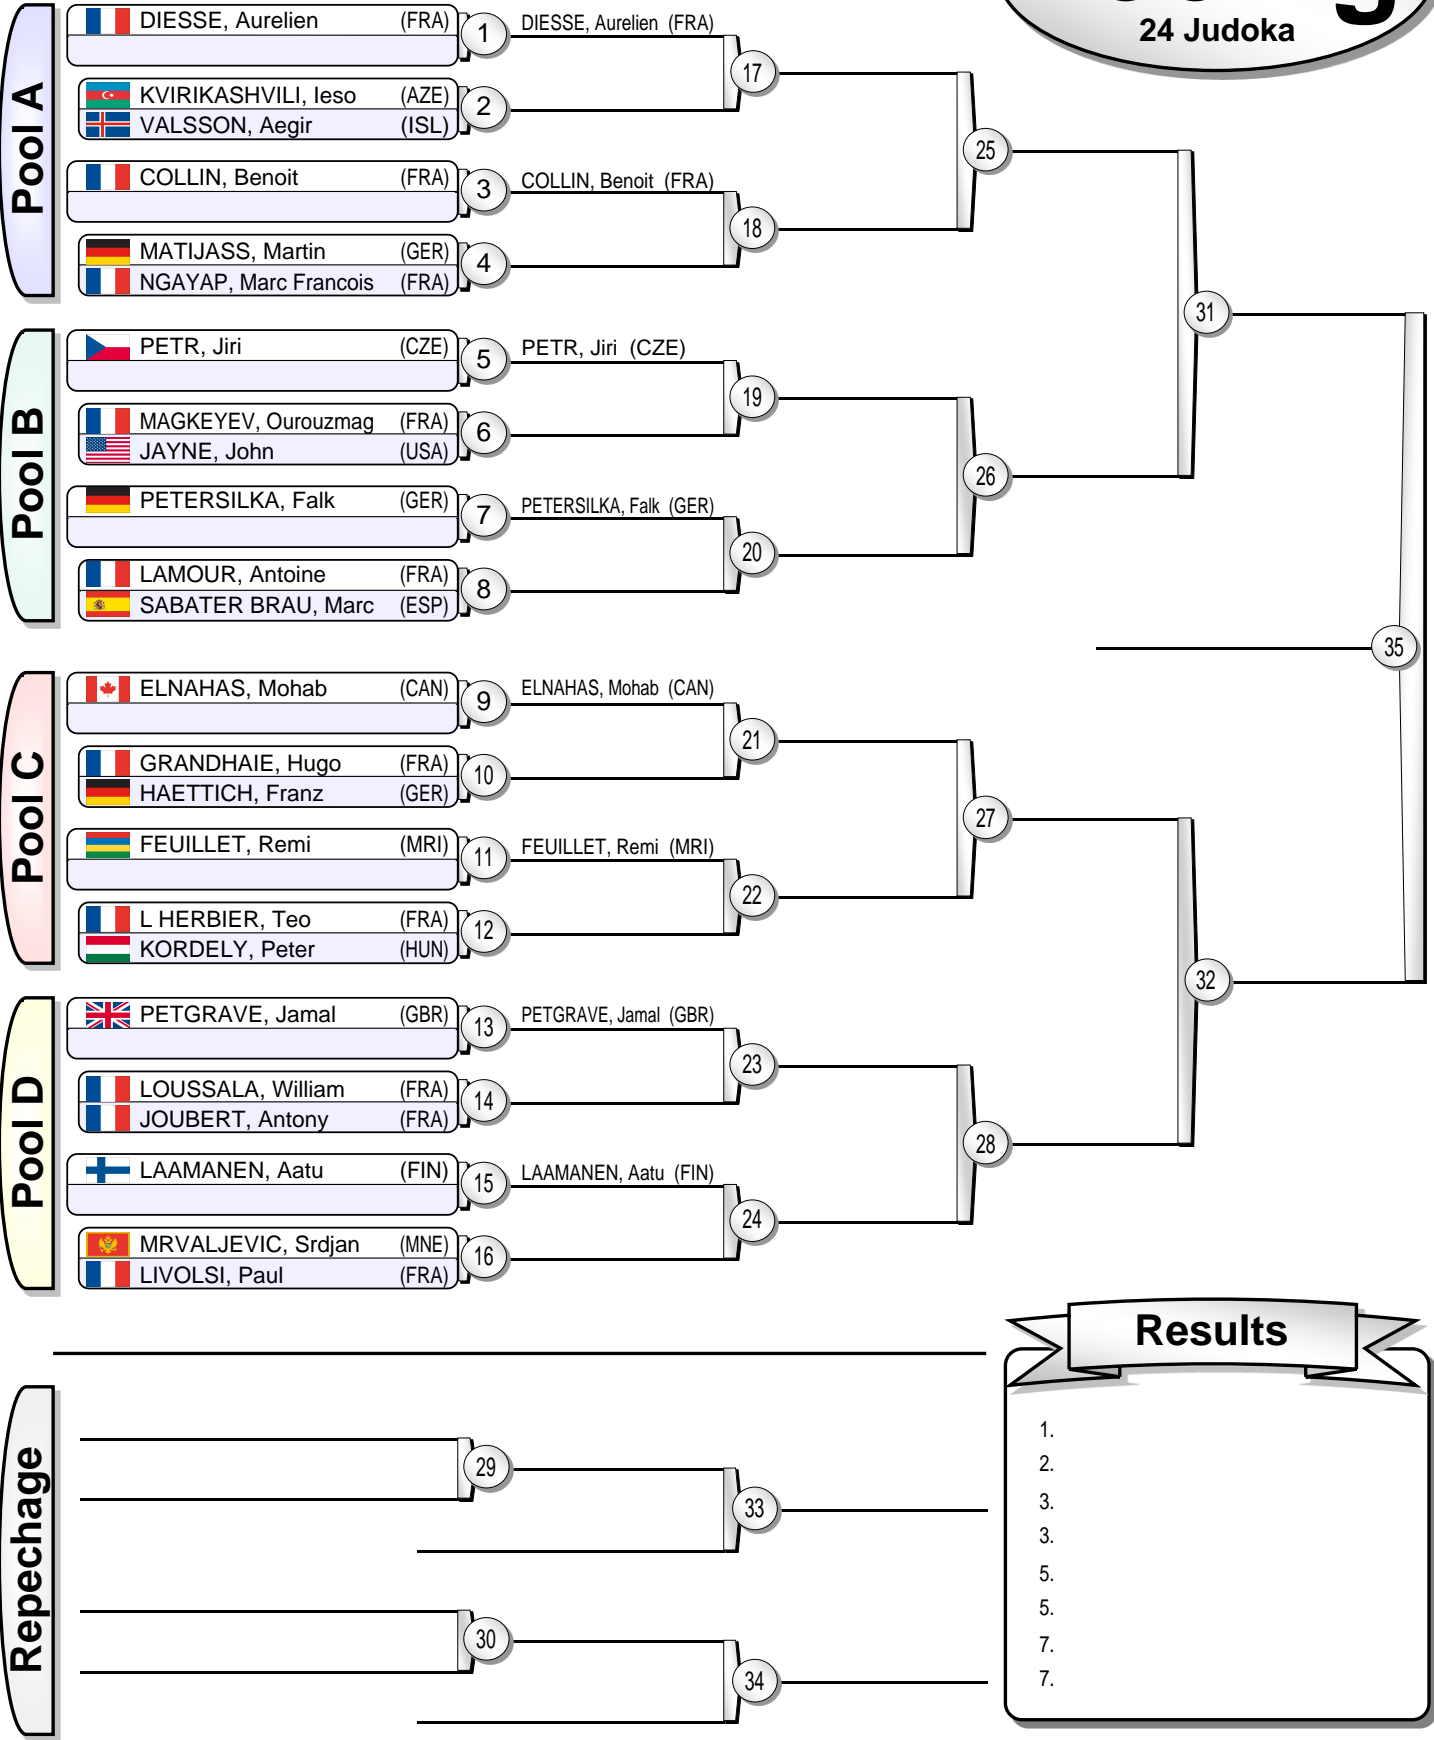 24 Judoka
Pool A
DIESSE, Aurelien (FRA) 1 DIESSE, Aurelien (FRA)
17
KVIRIKASHVILI, Ieso (AZE) 2
VALSSON, Aegir (ISL)
25
COLLIN, Benoit (FRA) 3 COLLIN, Benoit (FRA)
18
MATIJASS, Martin (GER) 4
NGAYAP, Marc Francois (FRA)
31
Pool B
PETR, Jiri (CZE) 5 PETR, Jiri (CZE)
19
MAGKEYEV, Ourouzmag (FRA) 6
JAYNE, John (USA)
26
PETERSILKA, Falk (GER) 7 PETERSILKA, Falk (GER)
20
LAMOUR, Antoine (FRA) 8
SABATER BRAU, Marc (ESP)
35
Pool C
ELNAHAS, Mohab (CAN) 9 ELNAHAS, Mohab (CAN)
21
GRANDHAIE, Hugo (FRA) 10
HAETTICH, Franz (GER)
27
FEUILLET, Remi (MRI) 11 FEUILLET, Remi (MRI)
22
L HERBIER, Teo (FRA) 12
KORDELY, Peter (HUN)
32
Pool D
PETGRAVE, Jamal (GBR) 13 PETGRAVE, Jamal (GBR)
23
LOUSSALA, William (FRA) 14
JOUBERT, Antony (FRA)
28
LAAMANEN, Aatu (FIN) 15 LAAMANEN, Aatu (FIN)
24
MRVALJEVIC, Srdjan (MNE) 16
LIVOLSI, Paul (FRA)
Repechage
29
33
30
34
Results
1.
2.
3.
3.
5.
5.
7.
7.